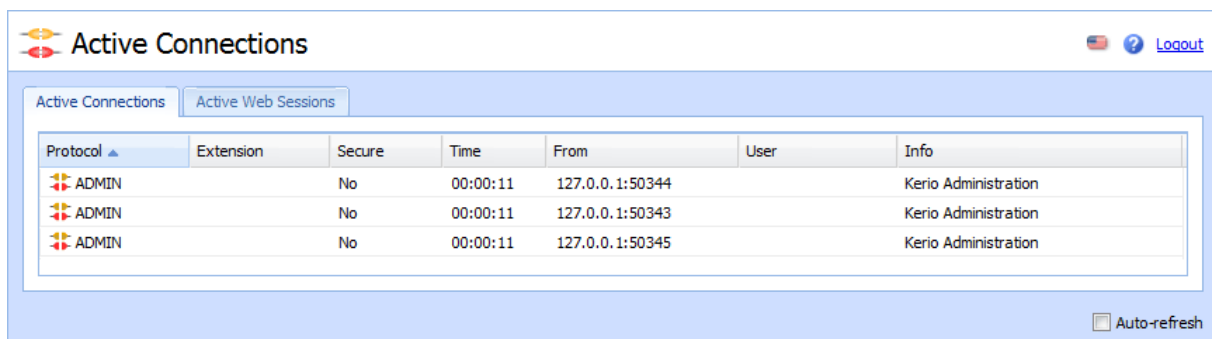 Active Connections
Logout
Active Connections Active Web Sessions
Protocol Extension Secure Time From User Info
ADMIN No 00:00:11 127.0.0.1:50344 Kerio Administration
ADMIN No 00:00:11 127.0.0.1:50343 Kerio Administration
ADMIN No 00:00:11 127.0.0.1:50345 Kerio Administration
Auto-refresh